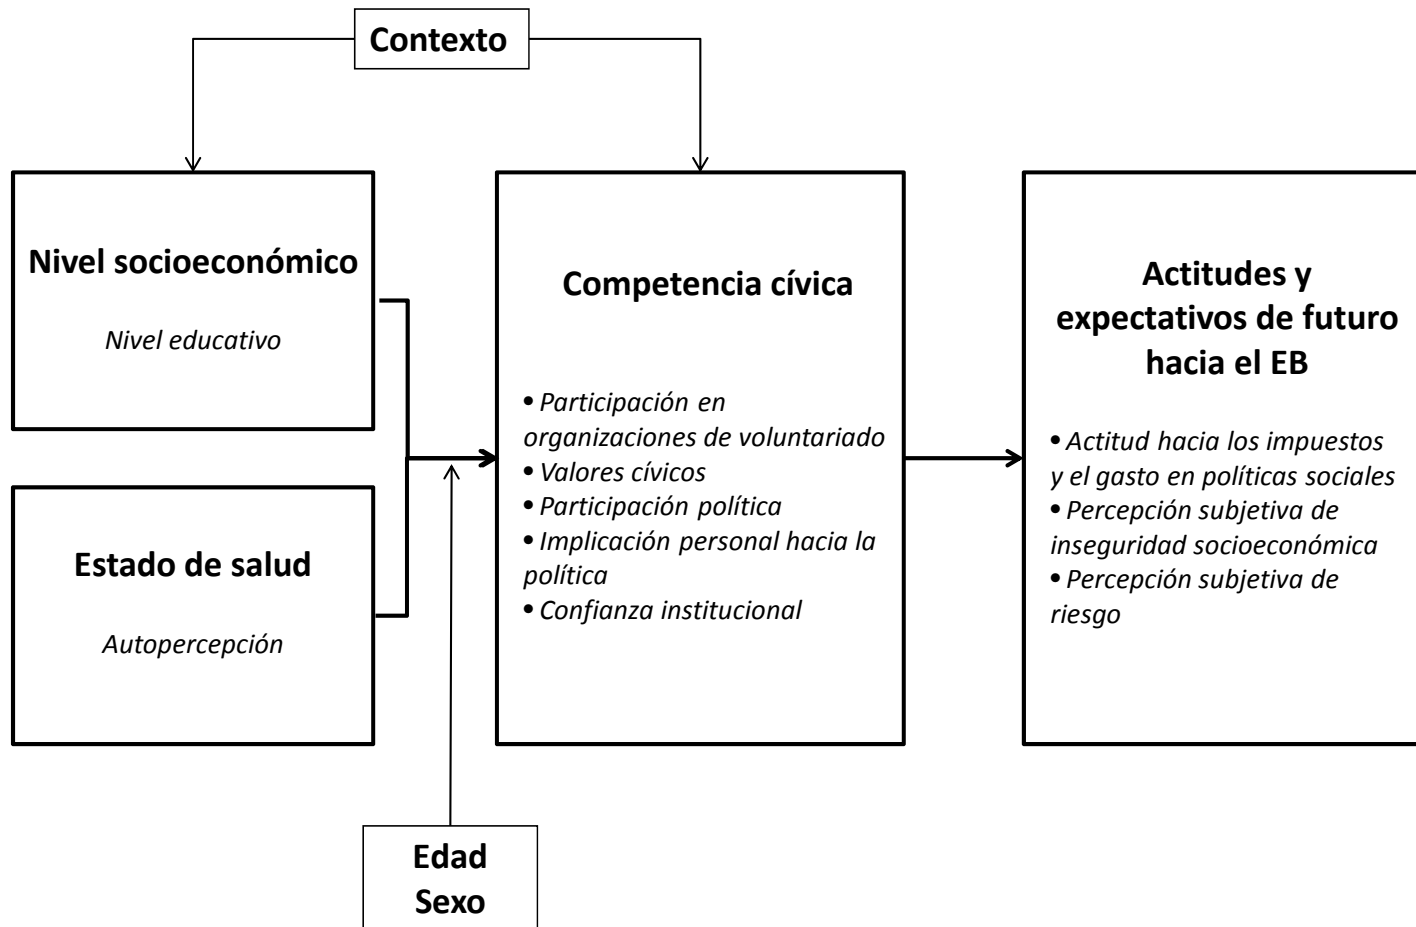 Contexto
Nivel socioeconómico
Nivel educativo
Estado de salud
Autopercepción
Competencia cívica
• Participación en
organizaciones de voluntariado
• Valores cívicos
• Participación política
• Implicación personal hacia la
política
• Confianza institucional
Actitudes y
expectativos de futuro
hacia el EB
• Actitud hacia los impuestos
y el gasto en políticas sociales
• Percepción subjetiva de
inseguridad socioeconómica
• Percepción subjetiva de
riesgo
Edad
Sexo